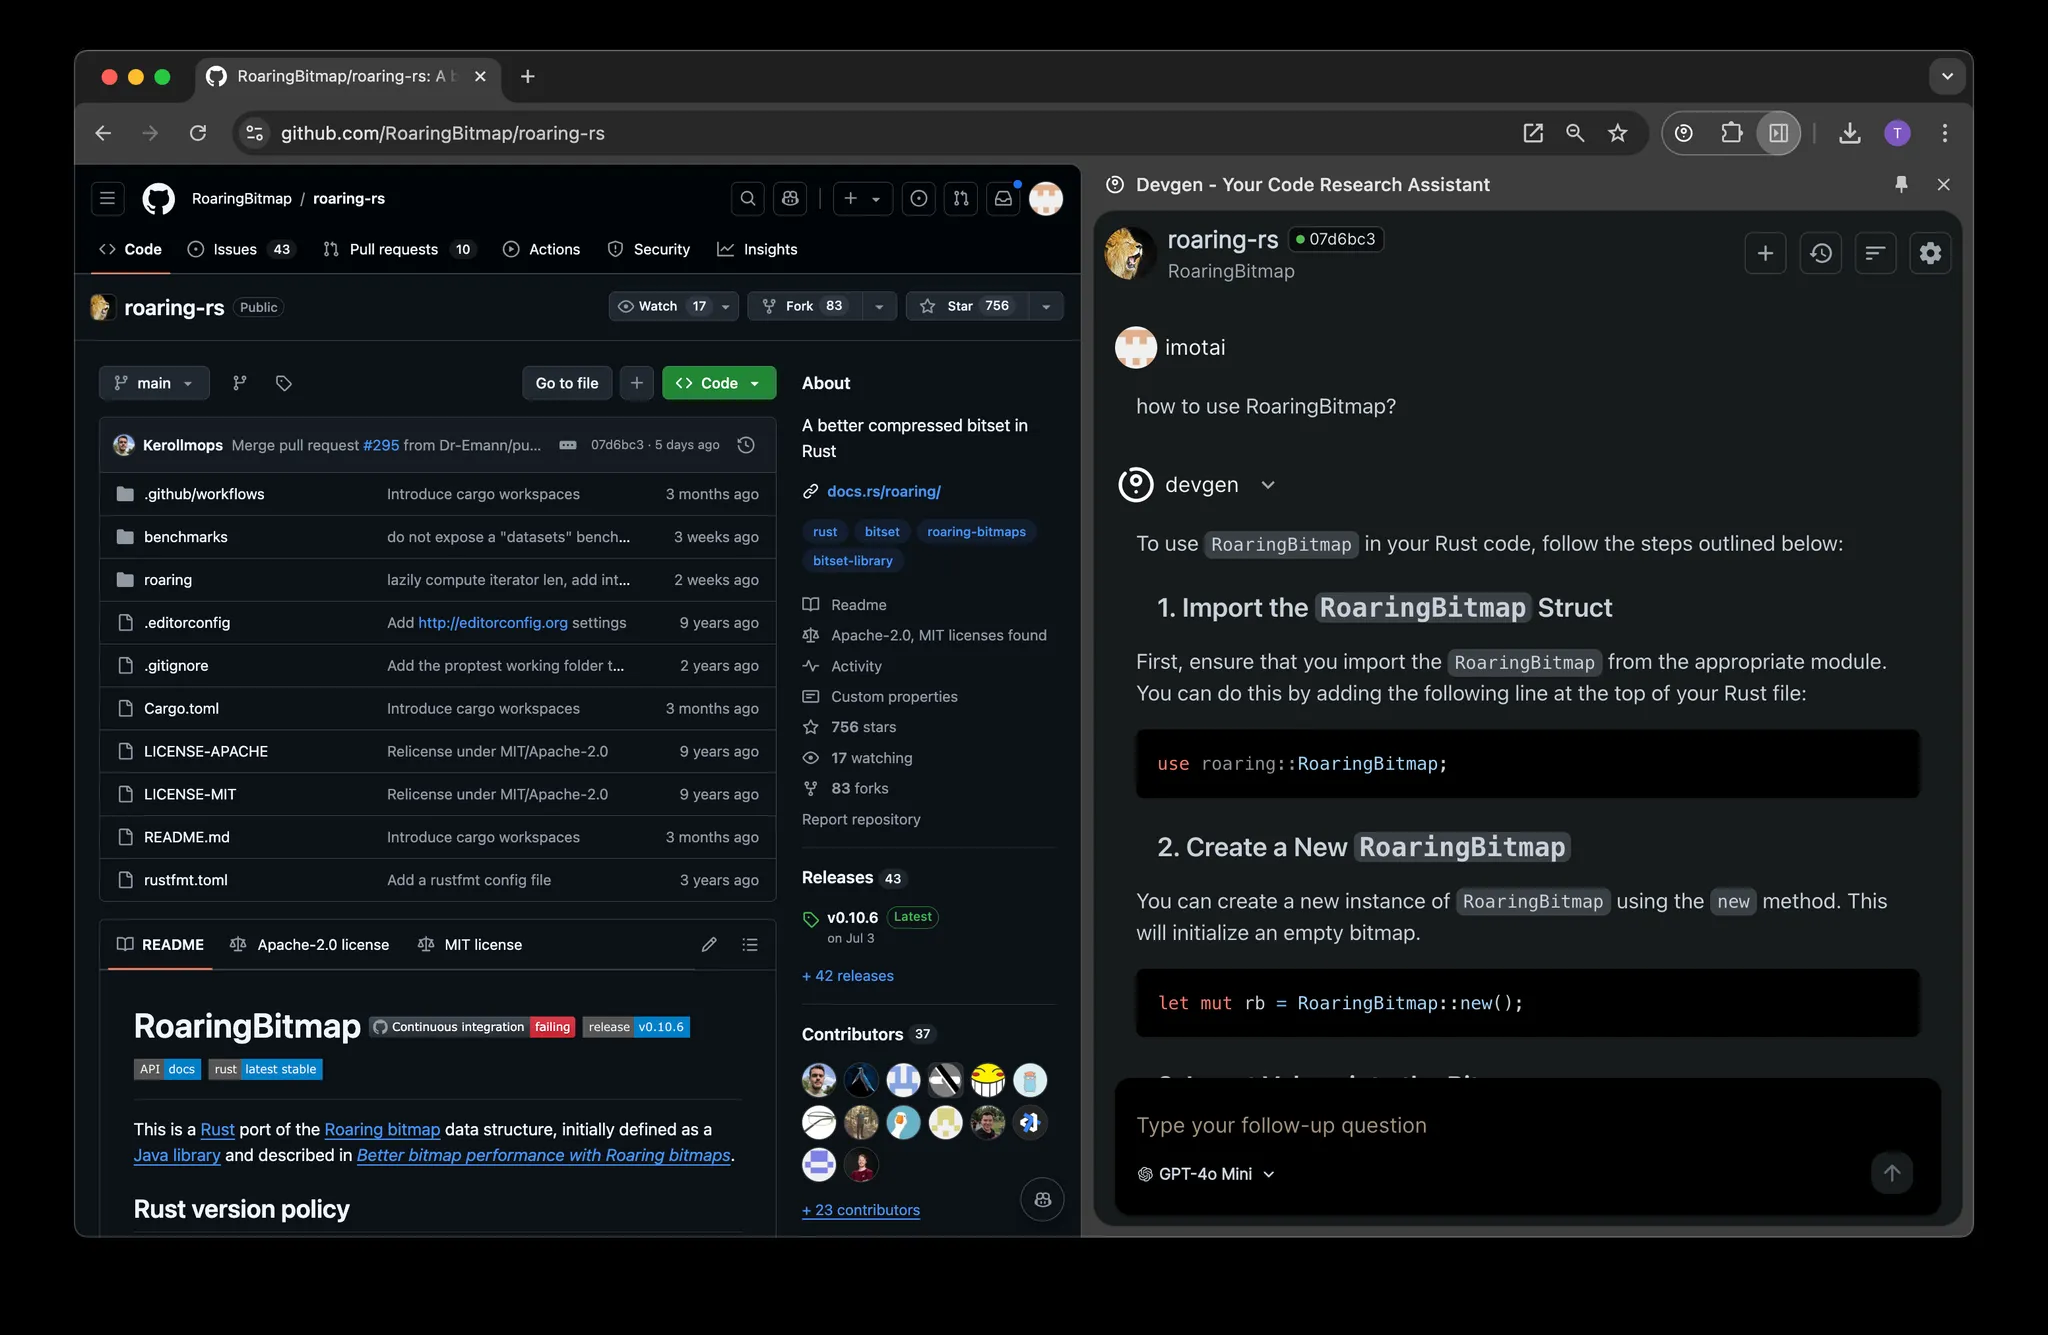 RoaringBitmap/roaring-rs: A b
github.com/RoaringBitmap/roaring-rs
T
RoaringBitmap / roaring-rs
Code
Issues 43
Pull requests 10
Actions
Security
Insights
roaring-rs Public
Watch 17
Fork 83
Star 756
main
Go to file
Code
Kerollmops Merge pull request #295 from Dr-Emann/pu... 07d6bc3 · 5 days ago
.github/workflows Introduce cargo workspaces 3 months ago
benchmarks do not expose a "datasets" bench... 3 weeks ago
roaring lazily compute iterator len, add int... 2 weeks ago
.editorconfig Add http://editorconfig.org settings 9 years ago
.gitignore Add the proptest working folder t... 2 years ago
Cargo.toml Introduce cargo workspaces 3 months ago
LICENSE-APACHE Relicense under MIT/Apache-2.0 9 years ago
LICENSE-MIT Relicense under MIT/Apache-2.0 9 years ago
README.md Introduce cargo workspaces 3 months ago
rustfmt.toml Add a rustfmt config file 3 years ago
README Apache-2.0 license MIT license
RoaringBitmap Continuous integration failing release v0.10.6
API docs rust latest stable
This is a Rust port of the Roaring bitmap data structure, initially defined as a
Java library and described in Better bitmap performance with Roaring bitmaps.
Rust version policy
About
A better compressed bitset in
Rust
docs.rs/roaring/
rust bitset roaring-bitmaps
bitset-library
Readme
Apache-2.0, MIT licenses found
Activity
Custom properties
756 stars
17 watching
83 forks
Report repository
Releases 43
v0.10.6 Latest
on Jul 3
+ 42 releases
Contributors 37
+ 23 contributors
Devgen - Your Code Research Assistant
roaring-rs 07d6bc3
RoaringBitmap
imotai
how to use RoaringBitmap?
devgen
To use RoaringBitmap in your Rust code, follow the steps outlined below:
1. Import the RoaringBitmap Struct
First, ensure that you import the RoaringBitmap from the appropriate module.
You can do this by adding the following line at the top of your Rust file:
use roaring::RoaringBitmap;
2. Create a New RoaringBitmap
You can create a new instance of RoaringBitmap using the new method. This
will initialize an empty bitmap.
let mut rb = RoaringBitmap::new();
Type your follow-up question
GPT-4o Mini